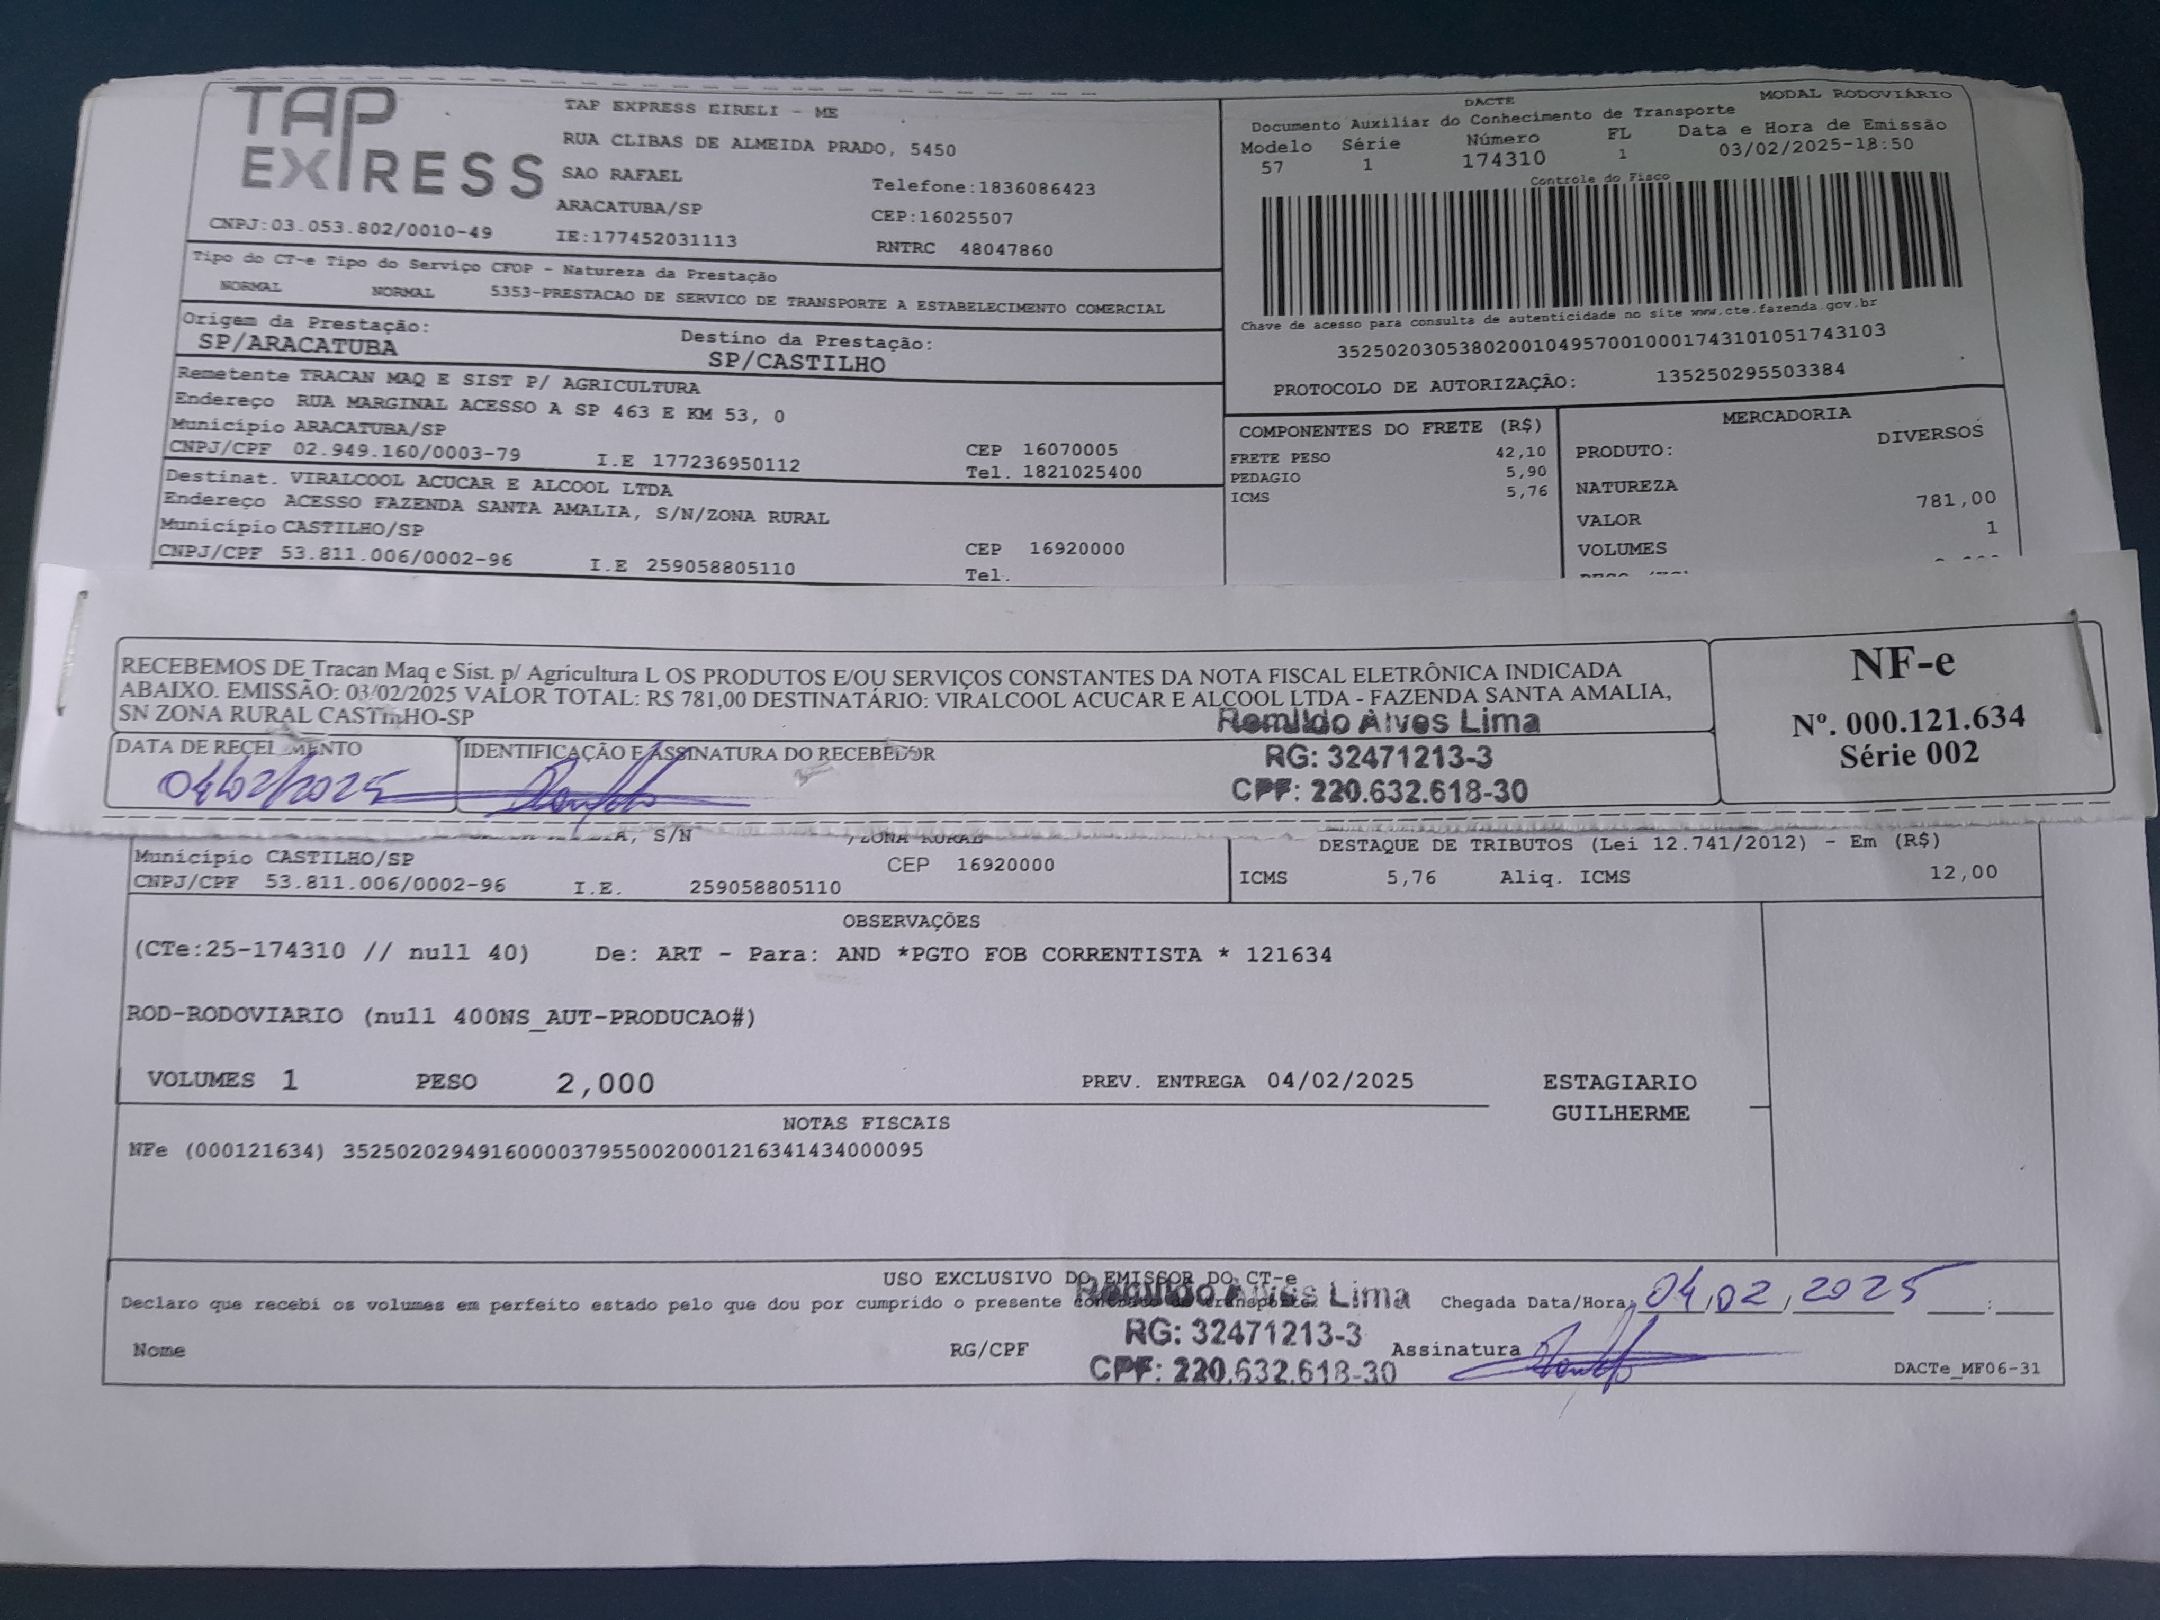 TAP EXPRESS
TAP EXPRESS EIRELI - ME
RUA CLIBAS DE ALMEIDA PRADO, 5450
SAO RAFAEL
Telefone:1836086423
ARACATUBA/SP
CEP:16025507
CNPJ:03.053.802/0010-49
IE:177452031113
RNTRC 48047860
DACTE
MODAL RODOVIÁRIO
Documento Auxiliar do Conhecimento de Transporte
Modelo Série Número FL Data e Hora de Emissão
57 1 174310 1 03/02/2025-18:50
Controle do Fisco
Chave de acesso para consulta de autenticidade no site www.cte.fazenda.gov.br
35250203053802001049570010001743101051743103
PROTOCOLO DE AUTORIZAÇÃO: 135250295503384
Tipo do CT-e Tipo do Serviço CFOP - Natureza da Prestação
NORMAL NORMAL 5353-PRESTACAO DE SERVICO DE TRANSPORTE A ESTABELECIMENTO COMERCIAL
Origem da Prestação: Destino da Prestação:
SP/ARACATUBA SP/CASTILHO
Remetente TRACAN MAQ E SIST P/ AGRICULTURA
Endereço RUA MARGINAL ACESSO A SP 463 E KM 53, 0
Município ARACATUBA/SP CEP 16070005
CNPJ/CPF 02.949.160/0003-79 I.E 177236950112 Tel. 1821025400
Destinat. VIRALCOOL ACUCAR E ALCOOL LTDA
Endereço ACESSO FAZENDA SANTA AMALIA, S/N/ZONA RURAL
Município CASTILHO/SP CEP 16920000
CNPJ/CPF 53.811.006/0002-96 I.E 259058805110 Tel.
COMPONENTES DO FRETE (R$)
FRETE PESO 42,10
PEDAGIO 5,90
ICMS 5,76
MERCADORIA
PRODUTO: DIVERSOS
NATUREZA
VALOR 781,00
VOLUMES 1
RECEBEMOS DE Tracan Maq e Sist. p/ Agricultura L OS PRODUTOS E/OU SERVIÇOS CONSTANTES DA NOTA FISCAL ELETRÔNICA INDICADA
ABAIXO. EMISSÃO: 03/02/2025 VALOR TOTAL: R$ 781,00 DESTINATÁRIO: VIRALCOOL ACUCAR E ALCOOL LTDA - FAZENDA SANTA AMALIA,
SN ZONA RURAL CASTILHO-SP
Remildo Alves Lima
RG: 32471213-3
CPF: 220.632.618-30
DATA DE RECEBIMENTO
04/02/2025
IDENTIFICAÇÃO E ASSINATURA DO RECEBEDOR
NF-e
Nº. 000.121.634
Série 002
S/N /ZONA RURAL
Município CASTILHO/SP CEP 16920000
CNPJ/CPF 53.811.006/0002-96 I.E. 259058805110
DESTAQUE DE TRIBUTOS (Lei 12.741/2012) - Em (R$)
ICMS 5,76 Aliq. ICMS 12,00
OBSERVAÇÕES
(CTe:25-174310 // null 40) De: ART - Para: AND *PGTO FOB CORRENTISTA * 121634
ROD-RODOVIARIO (null 400NS_AUT-PRODUCAO#)
VOLUMES 1 PESO 2,000 PREV. ENTREGA 04/02/2025
ESTAGIARIO
GUILHERME
NOTAS FISCAIS
NFe (000121634) 35250202949160000379550020001216341434000095
USO EXCLUSIVO DO EMISSOR DO CT-e
Declaro que recebi os volumes em perfeito estado pelo que dou por cumprido o presente contrato de transporte.
Remildo Alves Lima
RG: 32471213-3
CPF: 220.632.618-30
Chegada Data/Hora 04/02/2025 :
Nome RG/CPF Assinatura
DACTe_MF06-31